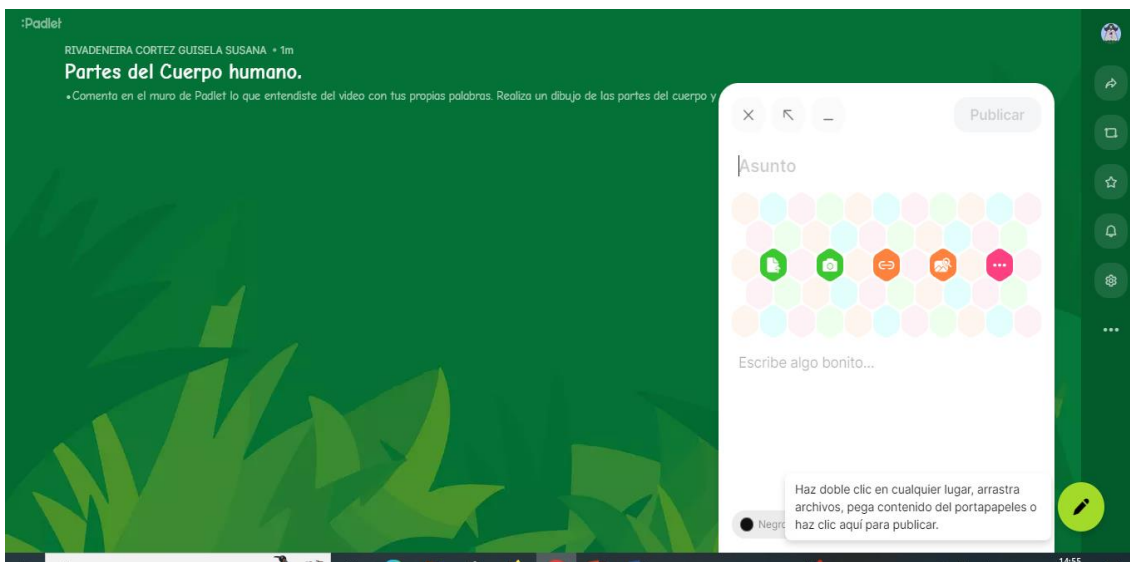 :Padlet
RIVADENEIRA CORTEZ GUISELA SUSANA • 1m
Partes del Cuerpo humano.
•Comenta en el muro de Padlet lo que entendiste del video con tus propias palabras. Realiza un dibujo de las partes del cuerpo y
Publicar
Asunto
Escribe algo bonito...
Haz doble clic en cualquier lugar, arrastra
archivos, pega contenido del portapapeles o
haz clic aquí para publicar.
Negro
14:55